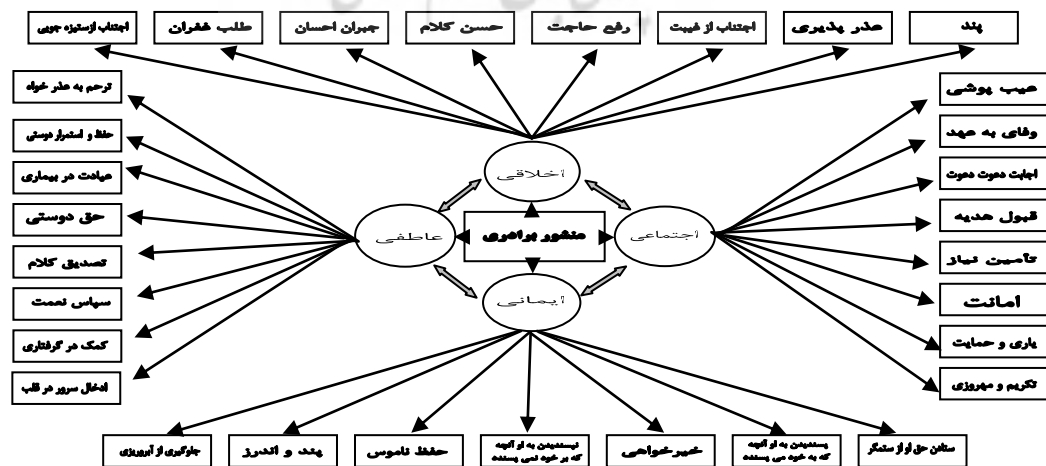 پند
عذر پذیری
اجتناب از غیبت
رفع حاجت
حسن کلام
جبران احسان
طلب غفران
اجتناب ازستیزه جویی
عیب پوشی
وفای به عهد
اجابت دعوت دعوت
قبول هدیه
تأمین نیاز
امانت
یاری و حمایت
تکریم و مهروزی
اخلاقی
اجتماعی
منشور برادری
عاطفی
ایمانی
ترحم به عذر خواه
حفظ و استمرار دوستی
عیادت در بیماری
حق دوستی
تصدیق کلام
سپاس نعمت
کمک در گرفتاری
ادخال سرور در قلب
ستاندن حق او از ستمگر
پسندیدن به او آنچه
که به خود می پسندد
خیرخواهی
نپسندیدن به او آنچه
که بر خود نمی پسندد
حفظ ناموس
پند و اندرز
جلوگیری از آبروریزی